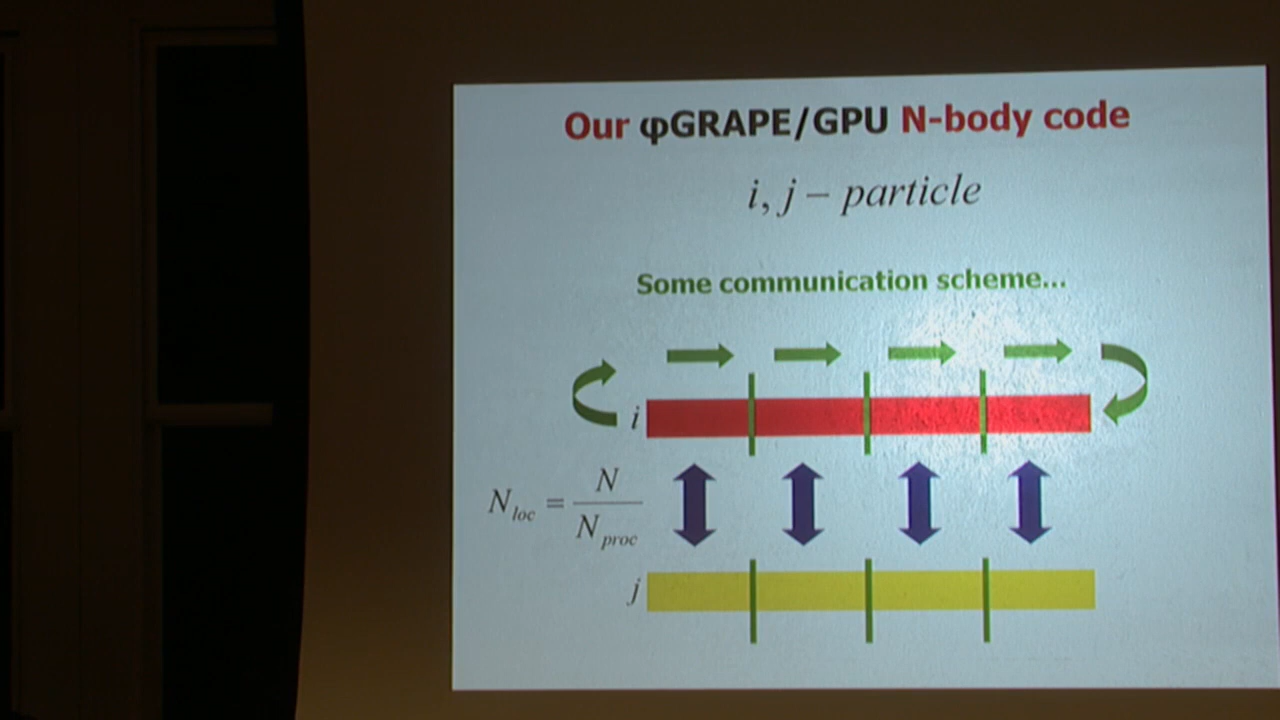 Our φGRAPE/GPU N-body code
i, j – particle
Some communication scheme...
i
N_loc = N / N_proc
j